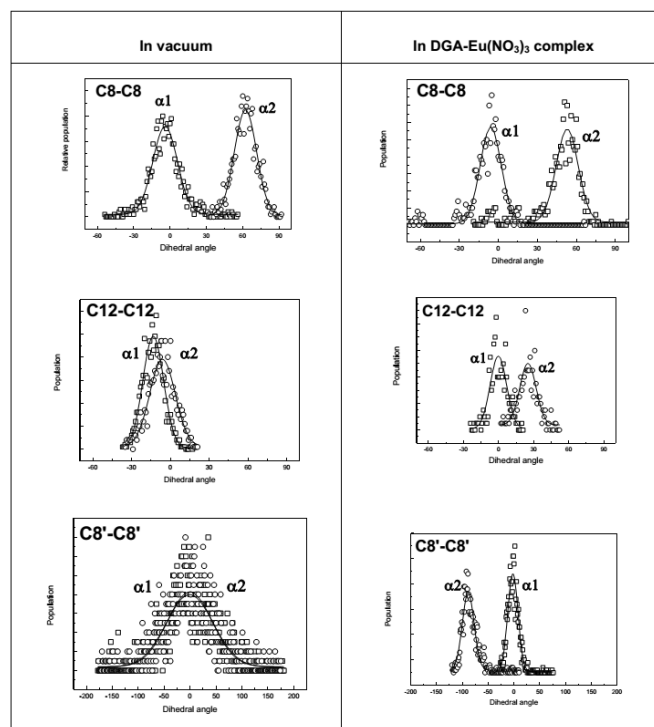 In vacuum
In DGA-Eu(NO₃)₃ complex
C8-C8
α1
α2
Relative population
-60
-30
0
30
60
90
Dihedral angle
C8-C8
α1
α2
Population
-60
-30
0
30
60
90
Dihedral angle
C12-C12
α1
α2
Population
-60
-30
0
30
60
90
Dihedral angle
C12-C12
α1
α2
Population
-60
-30
0
30
60
90
Dihedral angle
C8'-C8'
α1
α2
Population
-200
-150
-100
-50
0
50
100
150
200
Dihedral angle
C8'-C8'
α2
α1
Population
-200
-150
-100
-50
0
50
100
150
200
Dihedral angle